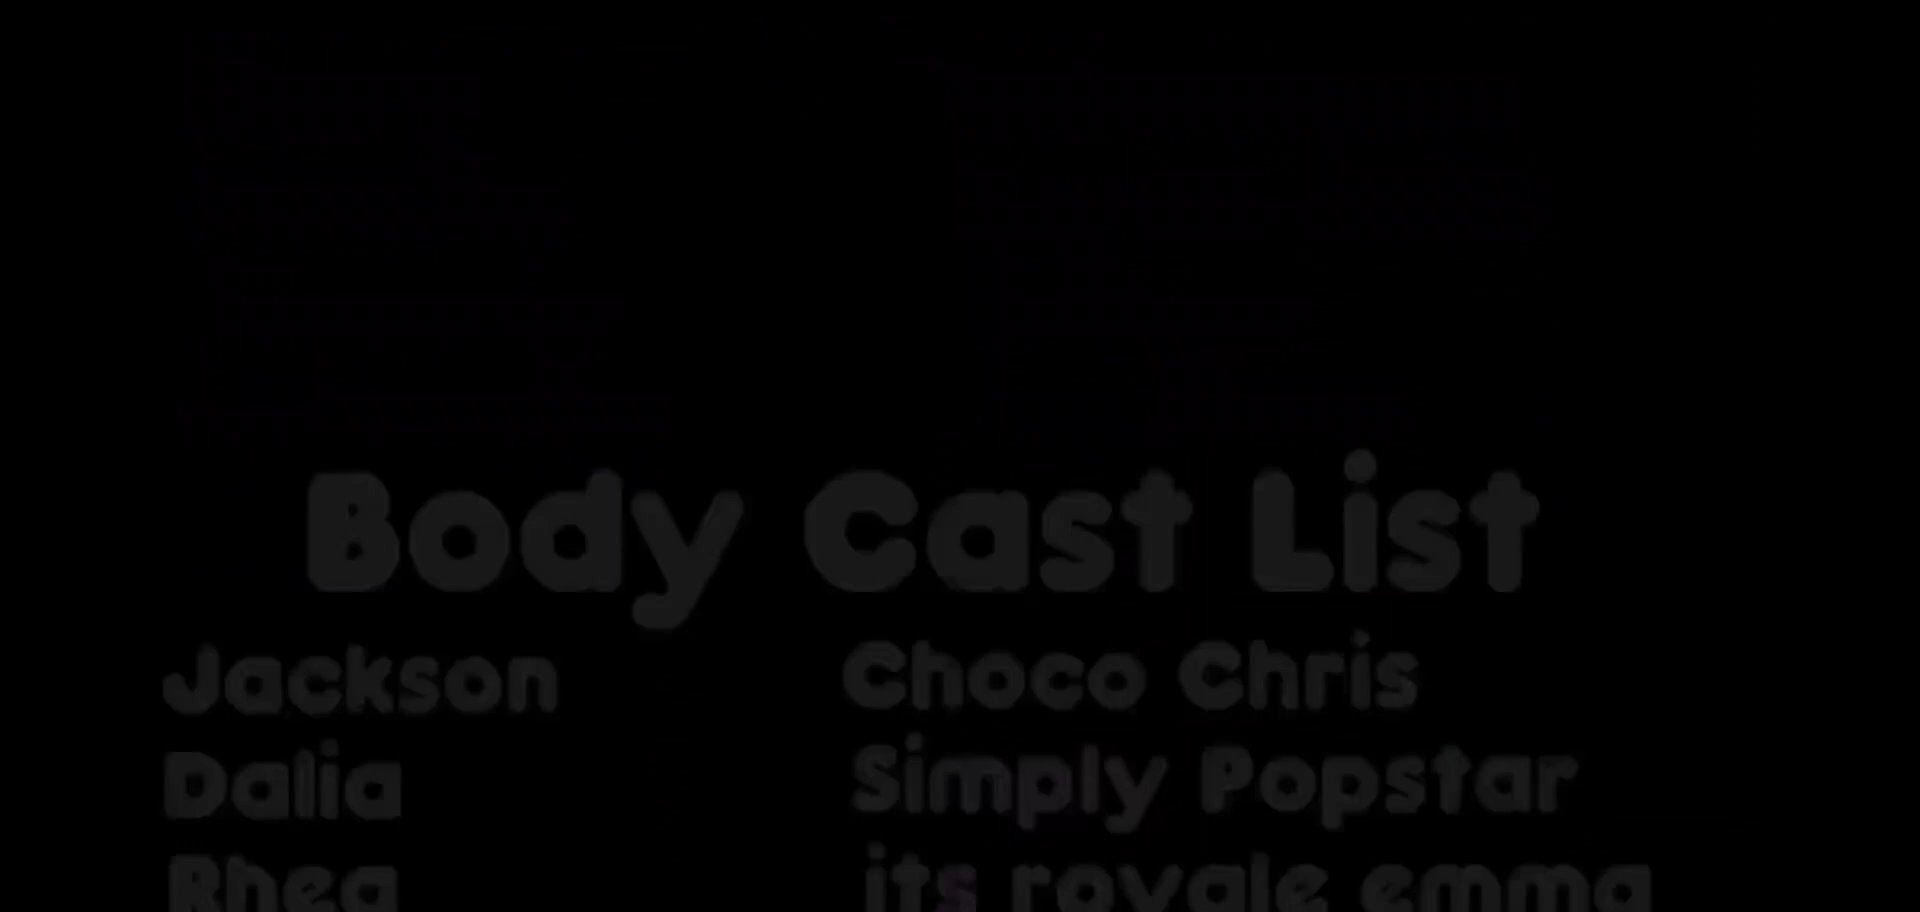 Body Cast List
Jackson Choco Chris
Dalia Simply Popstar
Rhea its royale emma